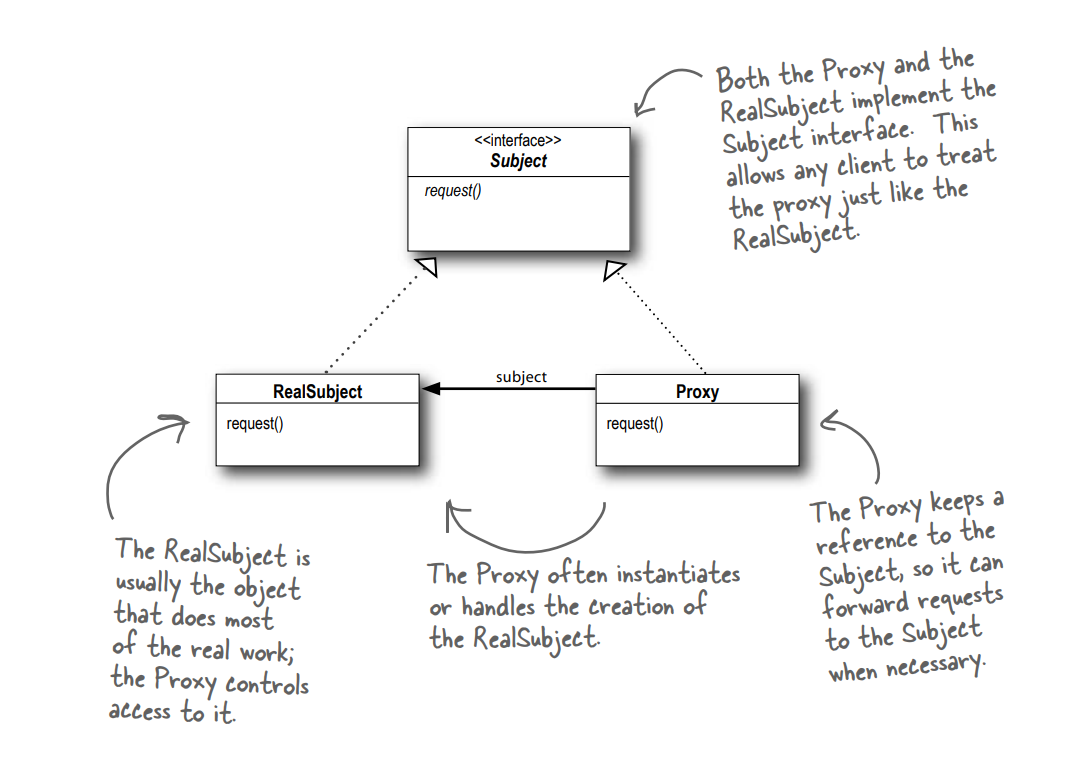 Both the Proxy and the
RealSubject implement the
Subject interface. This
allows any client to treat
the proxy just like the
RealSubject.
<<interface>>
Subject
request()
RealSubject
request()
subject
Proxy
request()
The RealSubject is
usually the object
that does most
of the real work;
the Proxy controls
access to it.
The Proxy often instantiates
or handles the creation of
the RealSubject.
The Proxy keeps a
reference to the
Subject, so it can
forward requests
to the Subject
when necessary.